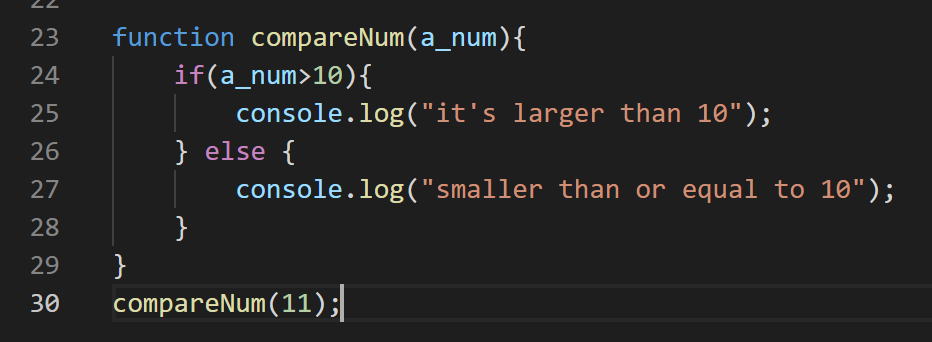 22
23 function compareNum(a_num){
24 if(a_num>10){
25 console.log("it's larger than 10");
26 } else {
27 console.log("smaller than or equal to 10");
28 }
29 }
30 compareNum(11);